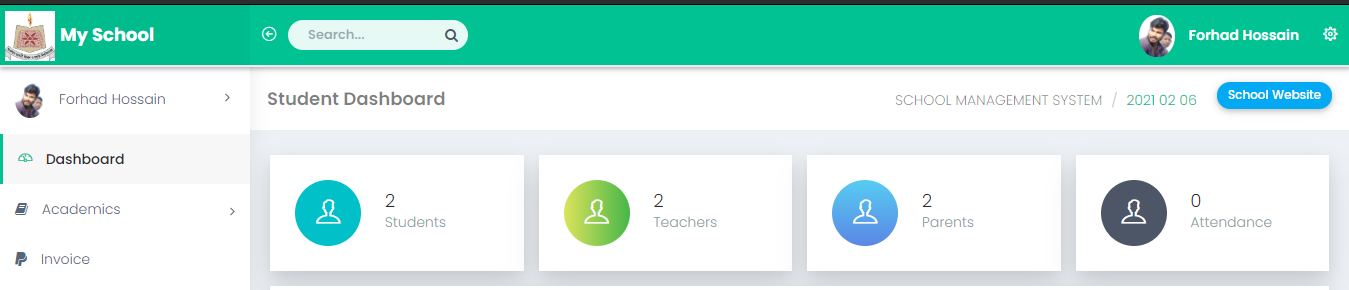 My School
Search...
Forhad Hossain
Forhad Hossain
Student Dashboard
SCHOOL MANAGEMENT SYSTEM / 2021 02 06
School Website
Dashboard
Academics
Invoice
2
Students
2
Teachers
2
Parents
0
Attendance